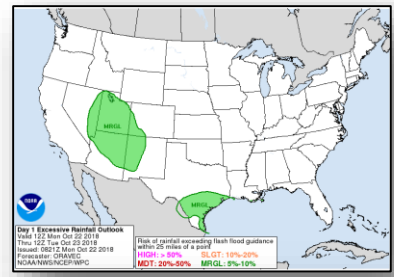 MRGL
MRGL
noaa
Day 1 Excessive Rainfall Outlook
Valid 12Z Mon Oct 22 2018
Thru 12Z Tue Oct 23 2018
Issued: 0821Z Mon Oct 22 2018
Forecaster: ORAVEC
NOAA/NWS/NCEP/WPC
Risk of rainfall exceeding flash flood guidance
within 25 miles of a point
HIGH: > 50% SLGT: 10%-20%
MDT: 20%-50% MRGL: 5%-10%